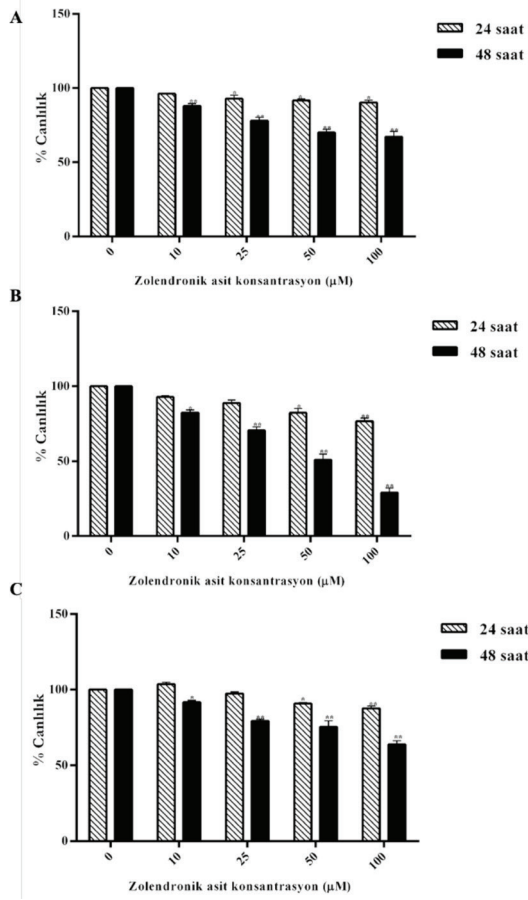 A
150
100
50
0
% Canlılık
24 saat
48 saat
* ** * ** * ** **
0 10 25 50 100
Zolendronik asit konsantrasyon (µM)
B
150
100
50
0
% Canlılık
24 saat
48 saat
* ** * ** ** **
0 10 25 50 100
Zolendronik asit konsantrasyon (µM)
C
150
100
50
0
% Canlılık
24 saat
48 saat
* ** * ** ** **
0 10 25 50 100
Zolendronik asit konsantrasyon (µM)